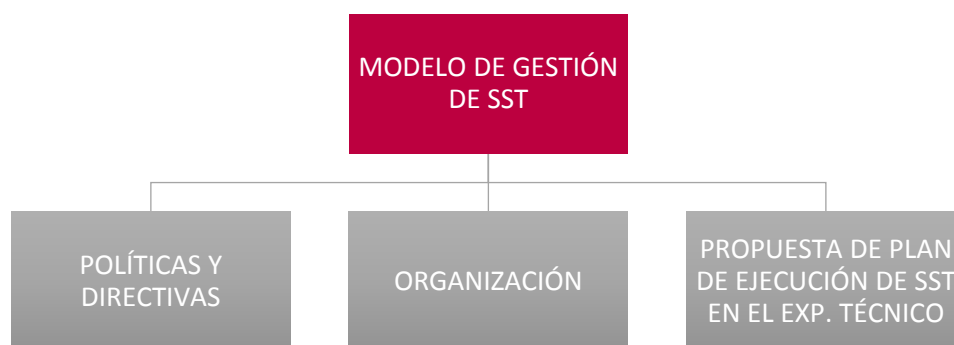 MODELO DE GESTIÓN
DE SST
POLÍTICAS Y
DIRECTIVAS
ORGANIZACIÓN
PROPUESTA DE PLAN
DE EJECUCIÓN DE SST
EN EL EXP. TÉCNICO